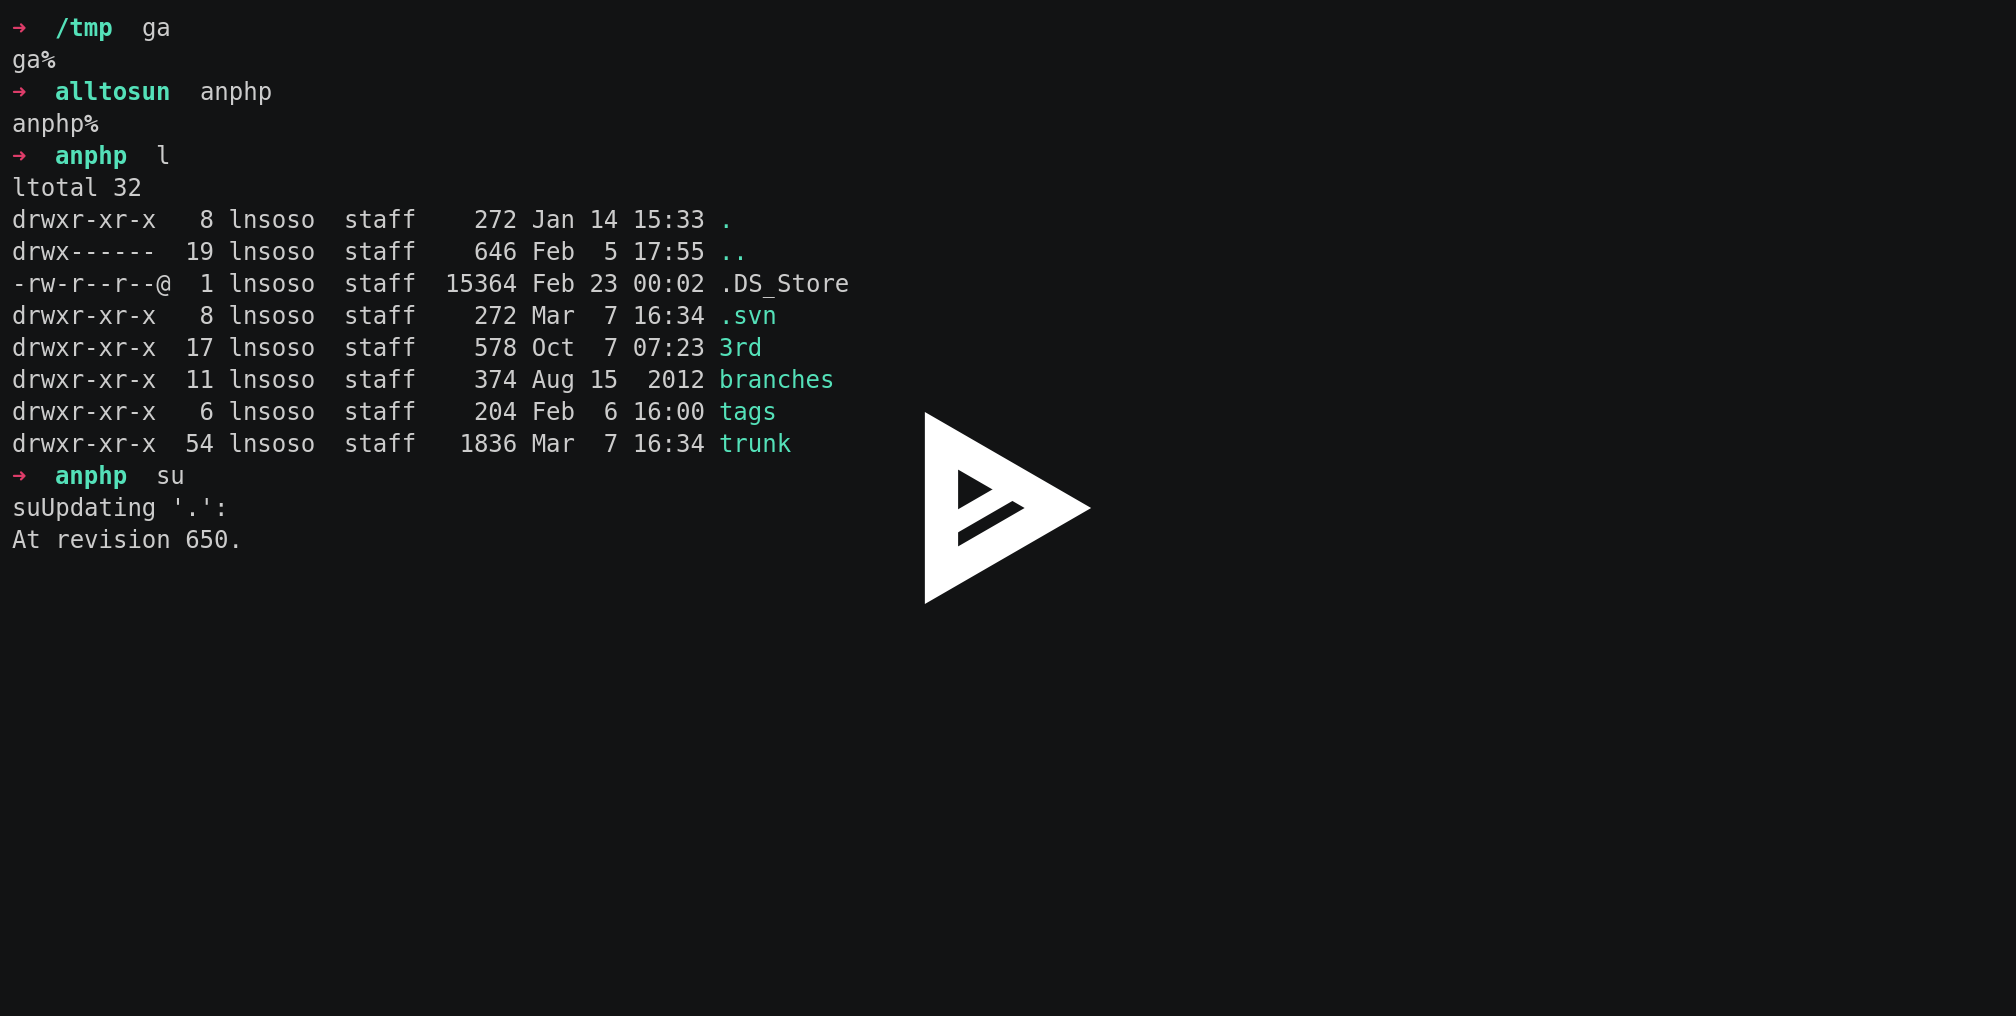 ➜  /tmp  ga
ga%
➜  alltosun  anphp
anphp%
➜  anphp  l
ltotal 32
drwxr-xr-x   8 lnsoso  staff    272 Jan 14 15:33 .
drwx------  19 lnsoso  staff    646 Feb  5 17:55 ..
-rw-r--r--@  1 lnsoso  staff  15364 Feb 23 00:02 .DS_Store
drwxr-xr-x   8 lnsoso  staff    272 Mar  7 16:34 .svn
drwxr-xr-x  17 lnsoso  staff    578 Oct  7 07:23 3rd
drwxr-xr-x  11 lnsoso  staff    374 Aug 15  2012 branches
drwxr-xr-x   6 lnsoso  staff    204 Feb  6 16:00 tags
drwxr-xr-x  54 lnsoso  staff   1836 Mar  7 16:34 trunk
➜  anphp  su
suUpdating '.':
At revision 650.